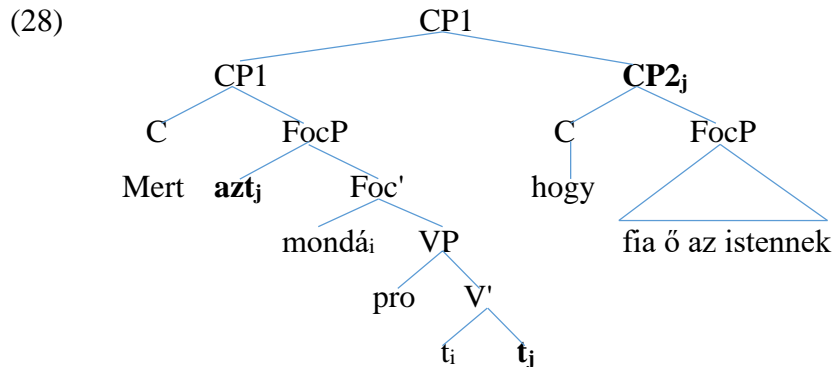 (28) CP1
CP1 CP2j
C FocP C FocP
Mert aztj Foc' hogy
mondái VP fia ő az istennek
pro V'
ti tj